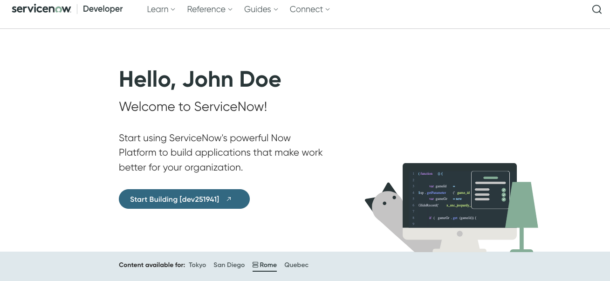 servicenow. Developer Learn Reference Guides Connect
Hello, John Doe
Welcome to ServiceNow!
Start using ServiceNow's powerful Now
Platform to build applications that make work
better for your organization.
Start Building [dev251941]
Content available for: Tokyo San Diego Rome Quebec